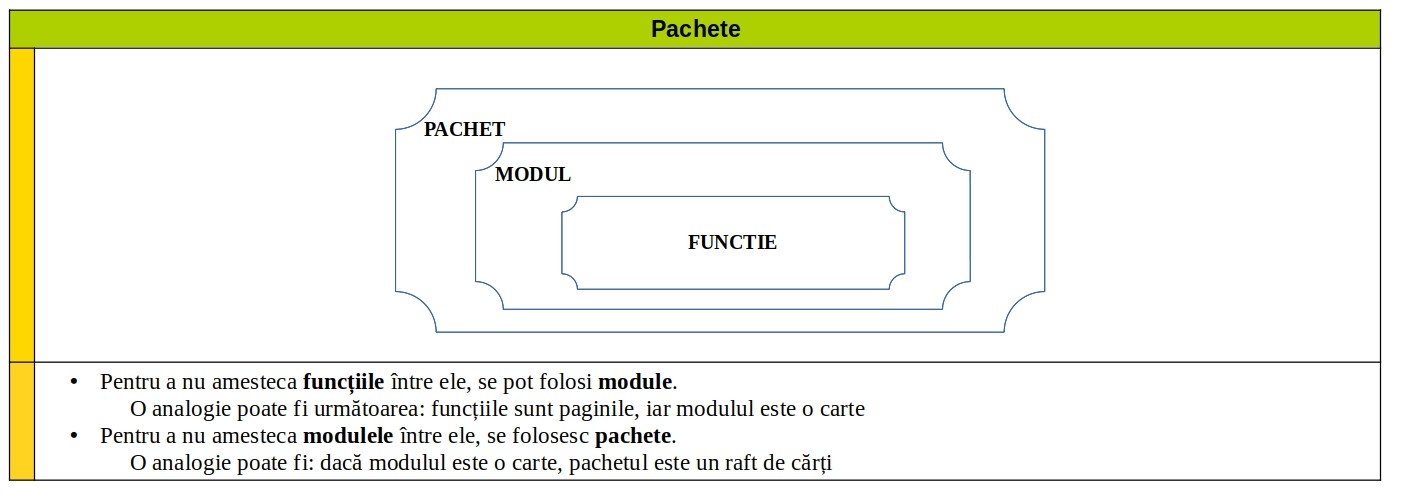 Pachete
PACHET
MODUL
FUNCTIE
• Pentru a nu amesteca funcțiile între ele, se pot folosi module.
O analogie poate fi următoarea: funcțiile sunt paginile, iar modulul este o carte
• Pentru a nu amesteca modulele între ele, se folosesc pachete.
O analogie poate fi: dacă modulul este o carte, pachetul este un raft de cărți